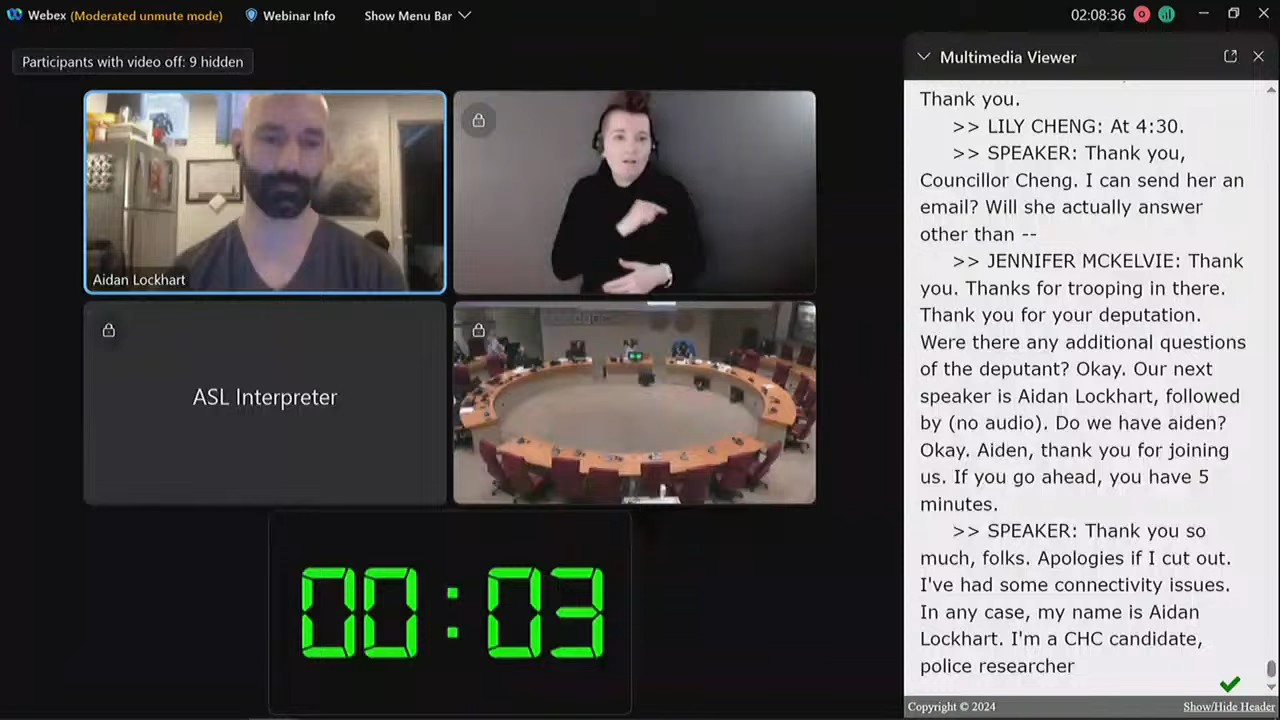 Webex (Moderated unmute mode) Webinar Info Show Menu Bar 02:08:36
Participants with video off: 9 hidden
Aidan Lockhart
ASL Interpreter
00:03
Multimedia Viewer
Thank you.
>> LILY CHENG: At 4:30.
>> SPEAKER: Thank you,
Councillor Cheng. I can send her an
email? Will she actually answer
other than --
>> JENNIFER MCKELVIE: Thank
you. Thanks for trooping in there.
Thank you for your deputation.
Were there any additional questions
of the deputant? Okay. Our next
speaker is Aidan Lockhart, followed
by (no audio). Do we have aiden?
Okay. Aiden, thank you for joining
us. If you go ahead, you have 5
minutes.
>> SPEAKER: Thank you so
much, folks. Apologies if I cut out.
I've had some connectivity issues.
In any case, my name is Aidan
Lockhart. I'm a CHC candidate,
police researcher
Copyright © 2024 Show/Hide Header